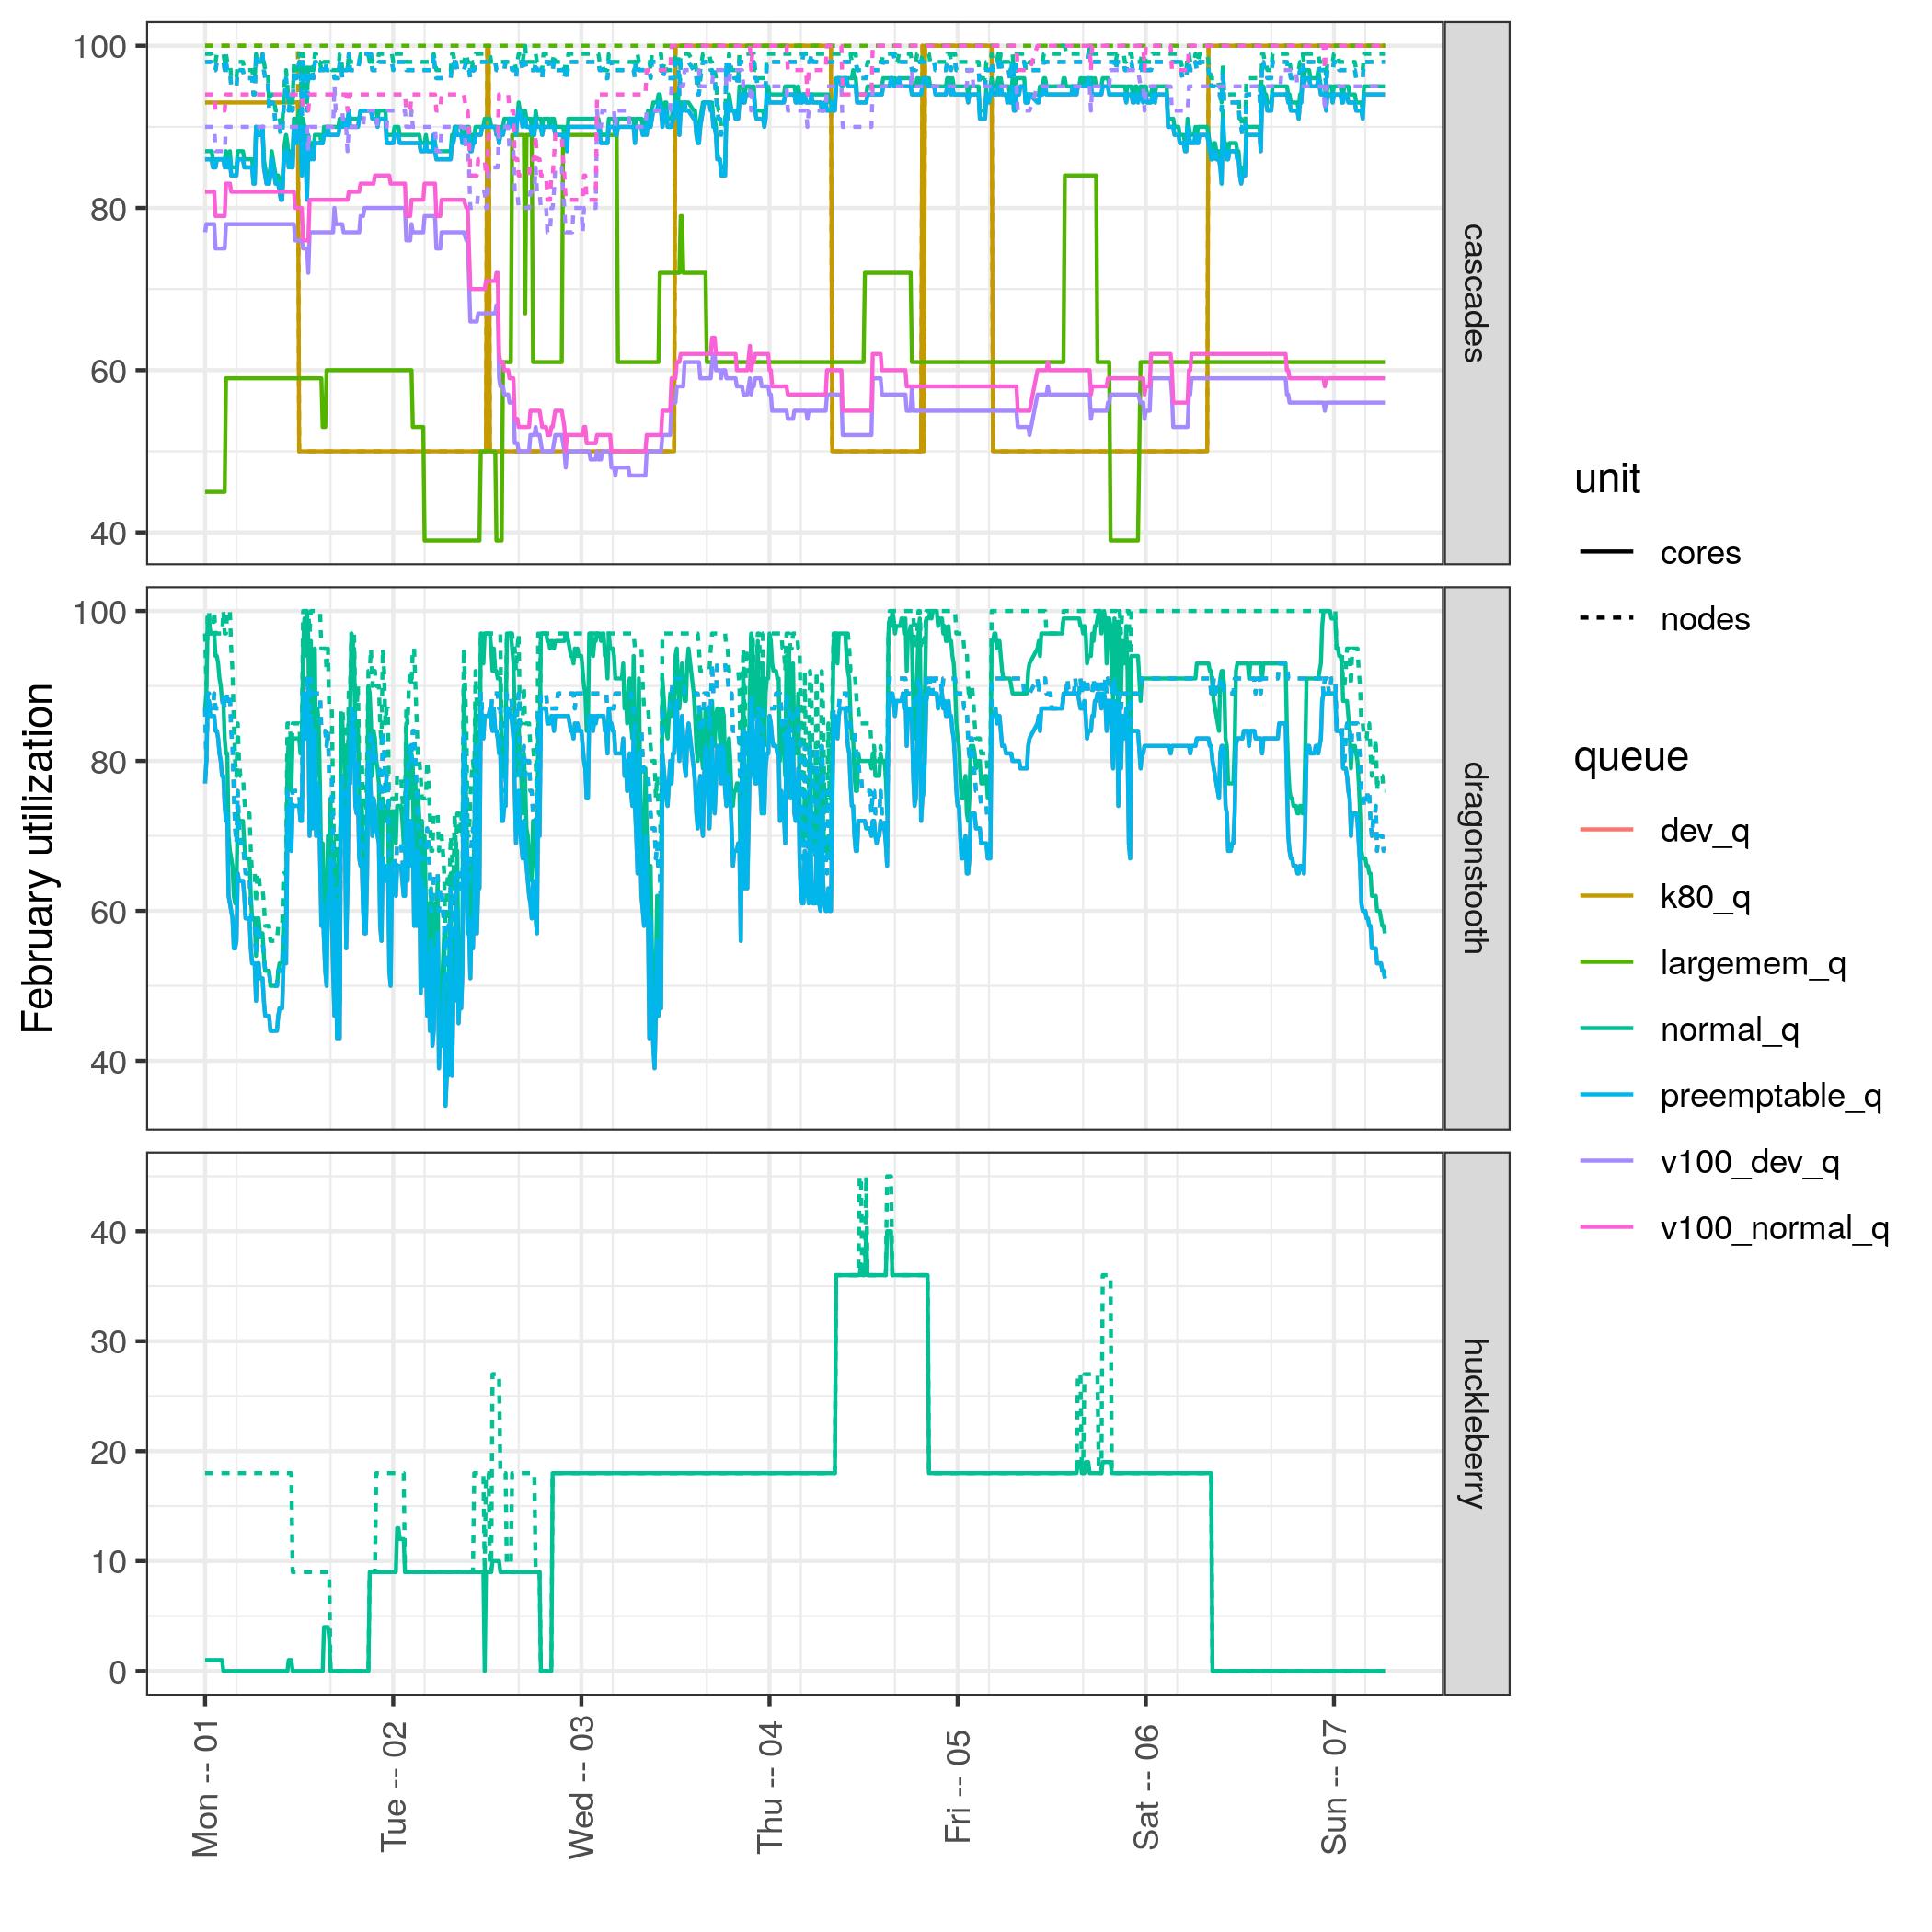 February utilization
100
80
60
40
cascades
100
80
60
40
dragonstooth
40
30
20
10
0
huckleberry
Mon -- 01
Tue -- 02
Wed -- 03
Thu -- 04
Fri -- 05
Sat -- 06
Sun -- 07
unit
cores
nodes
queue
dev_q
k80_q
largemem_q
normal_q
preemptable_q
v100_dev_q
v100_normal_q